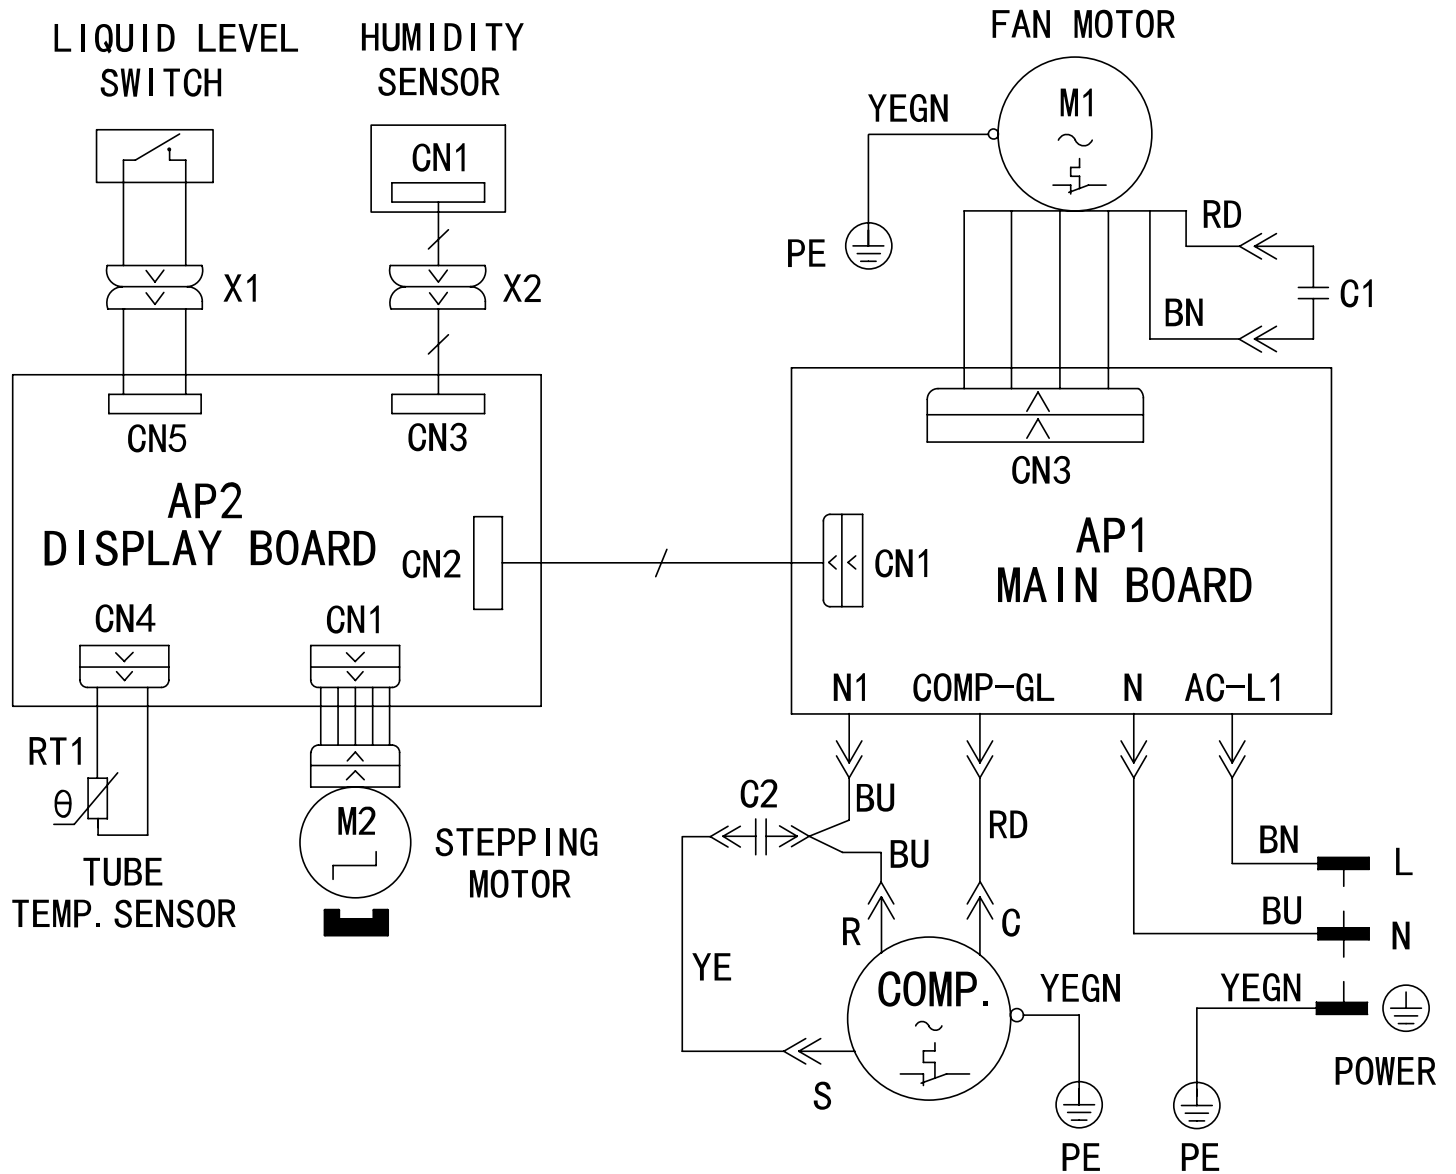 FAN MOTOR
LIQUID LEVEL
SWITCH
HUMIDITY
SENSOR
M1
YEGN
CN1
RD
PE
X1
X2
C1
BN
CN5
CN3
CN3
AP2
DISPLAY BOARD
CN2
CN1
AP1
MAIN BOARD
CN4
CN1
N1
COMP-GL
N
AC-L1
RT1
θ
M2
STEPPING
MOTOR
C2
BU
RD
BU
BN
L
TUBE
TEMP. SENSOR
R
C
BU
N
YE
COMP.
YEGN
YEGN
POWER
S
PE
PE